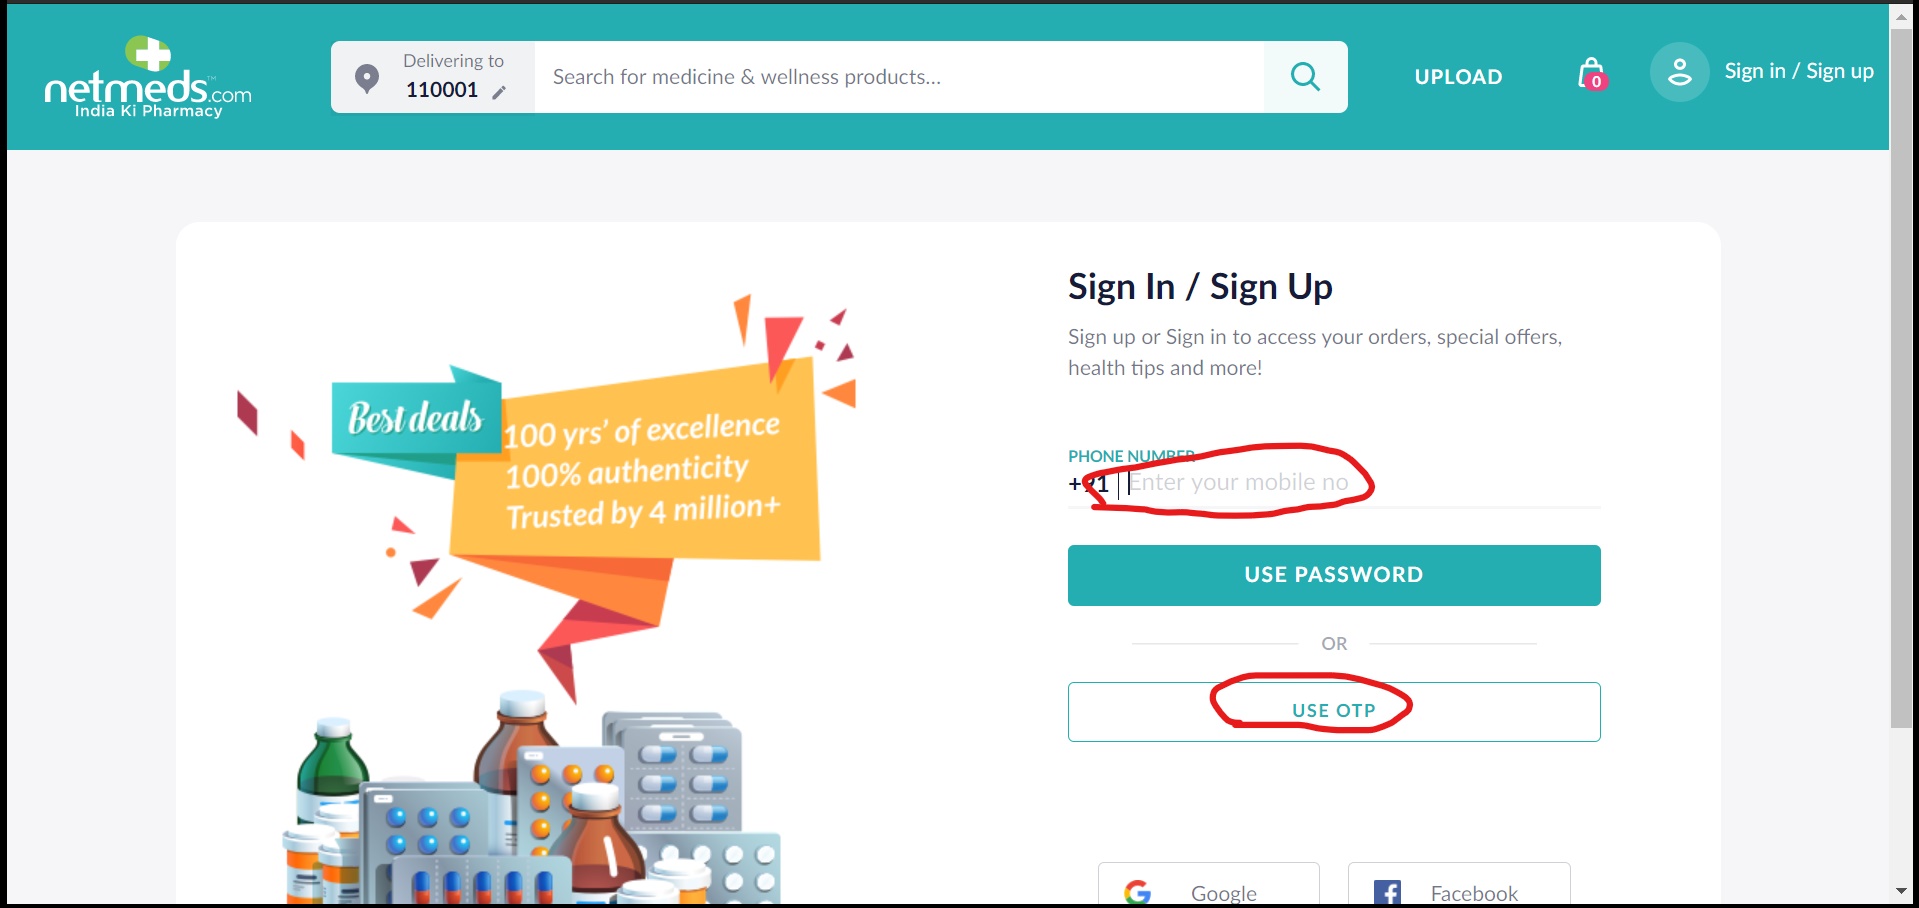 netmeds.com
India Ki Pharmacy
Delivering to
110001
Search for medicine & wellness products...
UPLOAD
0
Sign in / Sign up
Best deals
100 yrs' of excellence
100% authenticity
Trusted by 4 million+
Sign In / Sign Up
Sign up or Sign in to access your orders, special offers,
health tips and more!
PHONE NUMBER
+91
Enter your mobile no
USE PASSWORD
OR
USE OTP
Google
Facebook